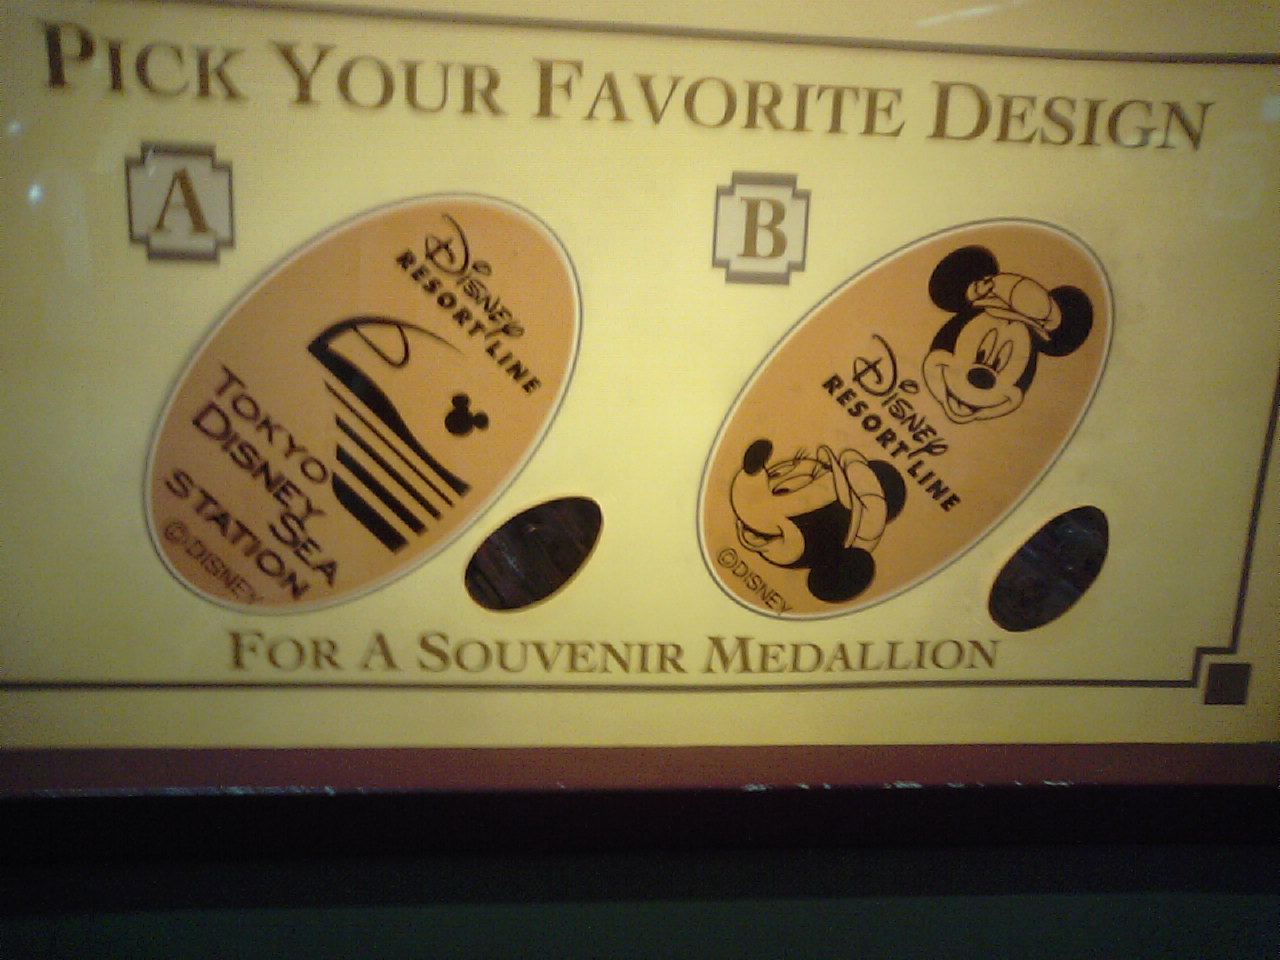 PICK YOUR FAVORITE DESIGN
A
DISNEY
RESORT LINE
TOKYO
DISNEY SEA
STATION
©DISNEY
B
DISNEY
RESORT LINE
©DISNEY
FOR A SOUVENIR MEDALLION